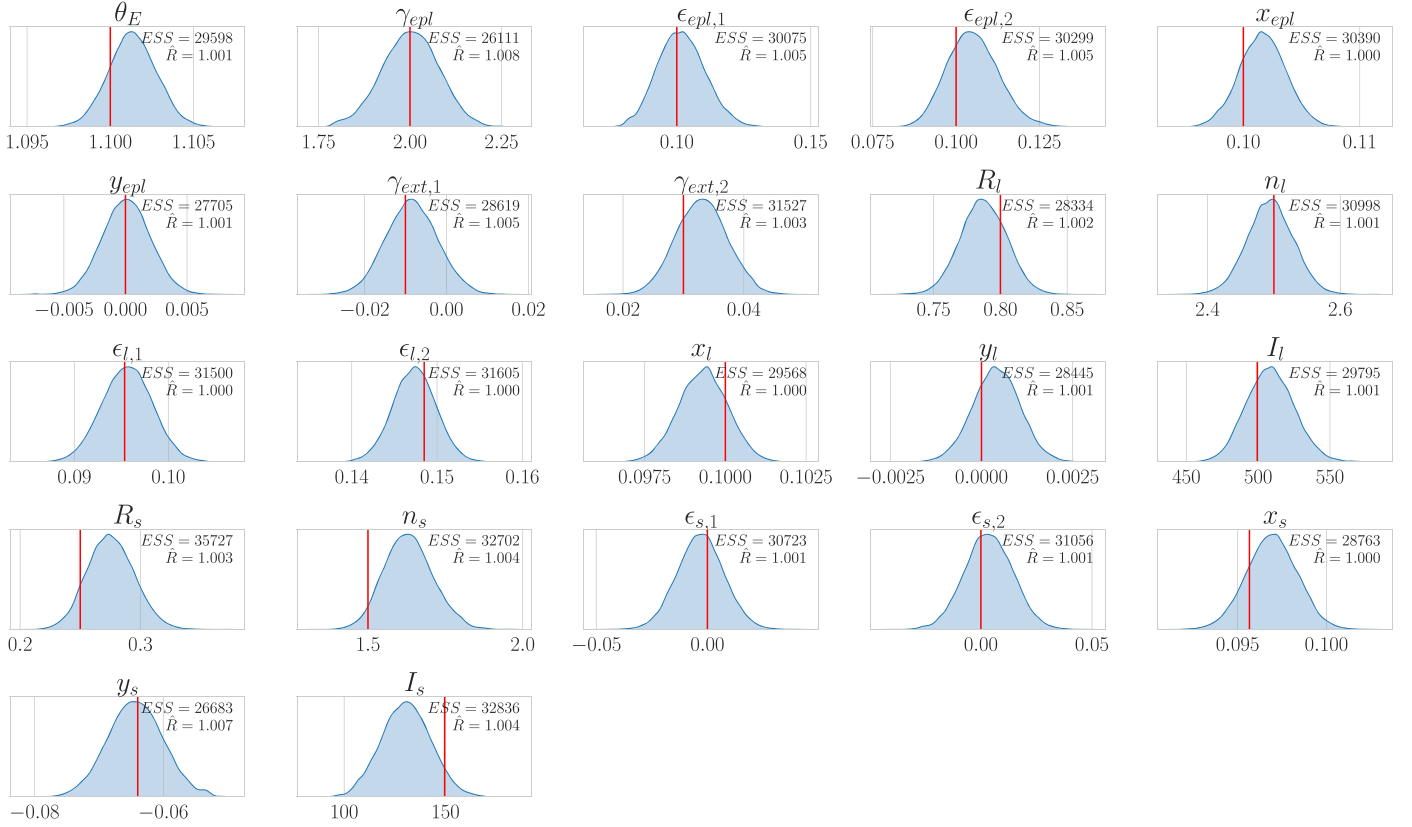 θ_E γ_epl ϵ_epl,1 ϵ_epl,2 x_epl
ESS = 29598 ESS = 26111 ESS = 30075 ESS = 30299 ESS = 30390
R̂ = 1.001 R̂ = 1.008 R̂ = 1.005 R̂ = 1.005 R̂ = 1.000
1.095 1.100 1.105 1.75 2.00 2.25 0.10 0.15 0.075 0.100 0.125 0.10 0.11
y_epl γ_ext,1 γ_ext,2 R_l n_l
ESS = 27705 ESS = 28619 ESS = 31527 ESS = 28334 ESS = 30998
R̂ = 1.001 R̂ = 1.005 R̂ = 1.003 R̂ = 1.002 R̂ = 1.001
−0.005 0.000 0.005 −0.02 0.00 0.02 0.02 0.04 0.75 0.80 0.85 2.4 2.6
ϵ_l,1 ϵ_l,2 x_l y_l I_l
ESS = 31500 ESS = 31605 ESS = 29568 ESS = 28445 ESS = 29795
R̂ = 1.000 R̂ = 1.000 R̂ = 1.000 R̂ = 1.001 R̂ = 1.001
0.09 0.10 0.14 0.15 0.16 0.0975 0.1000 0.1025 −0.0025 0.0000 0.0025 450 500 550
R_s n_s ϵ_s,1 ϵ_s,2 x_s
ESS = 35727 ESS = 32702 ESS = 30723 ESS = 31056 ESS = 28763
R̂ = 1.003 R̂ = 1.004 R̂ = 1.001 R̂ = 1.001 R̂ = 1.000
0.2 0.3 1.5 2.0 −0.05 0.00 0.00 0.05 0.095 0.100
y_s I_s
ESS = 26683 ESS = 32836
R̂ = 1.007 R̂ = 1.004
−0.08 −0.06 100 150